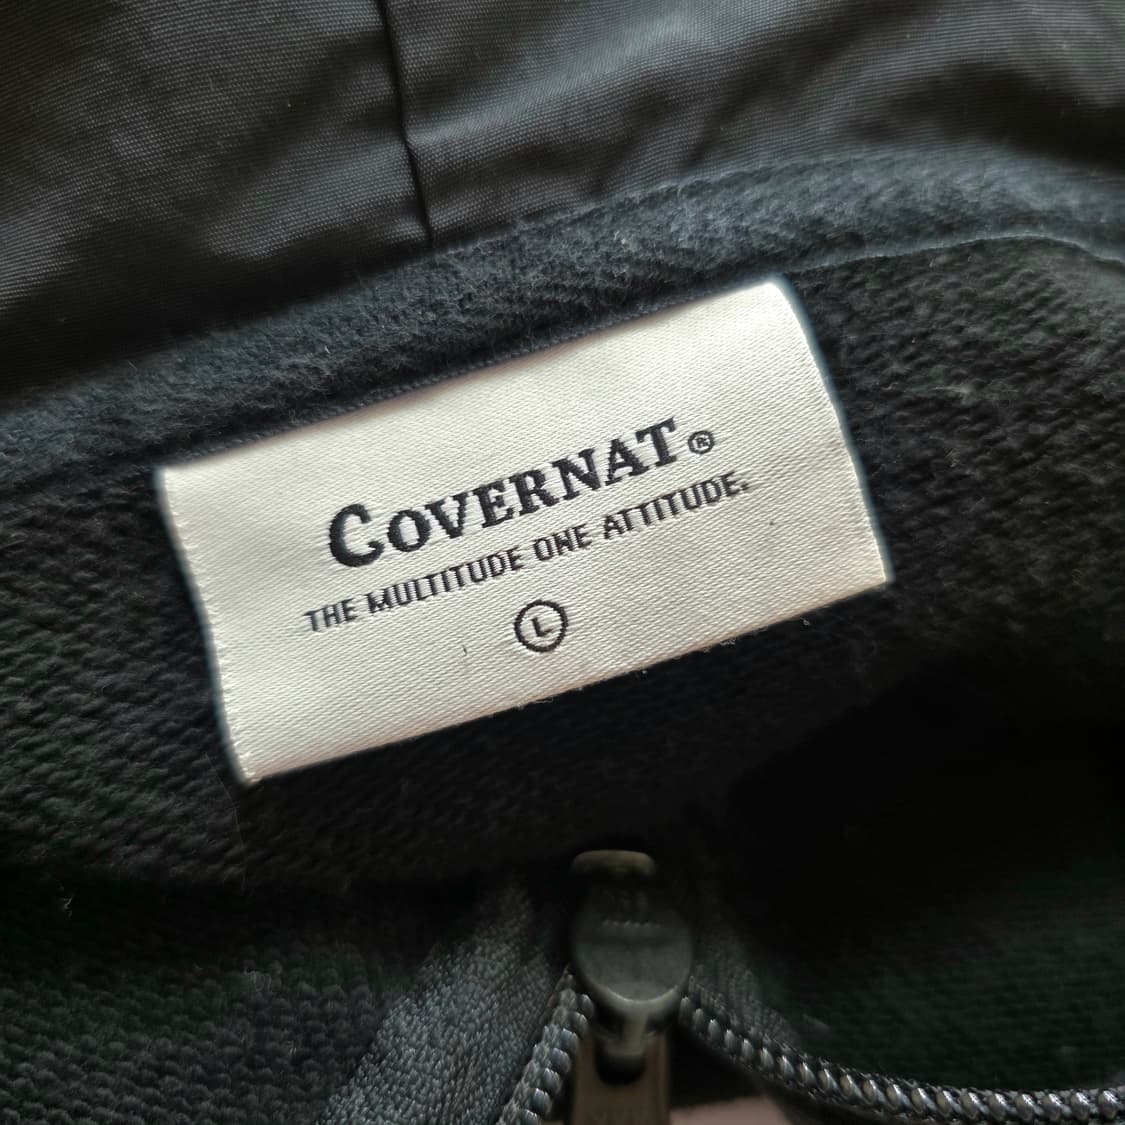 COVERNAT®
THE MULTITUDE ONE ATTITUDE.
L